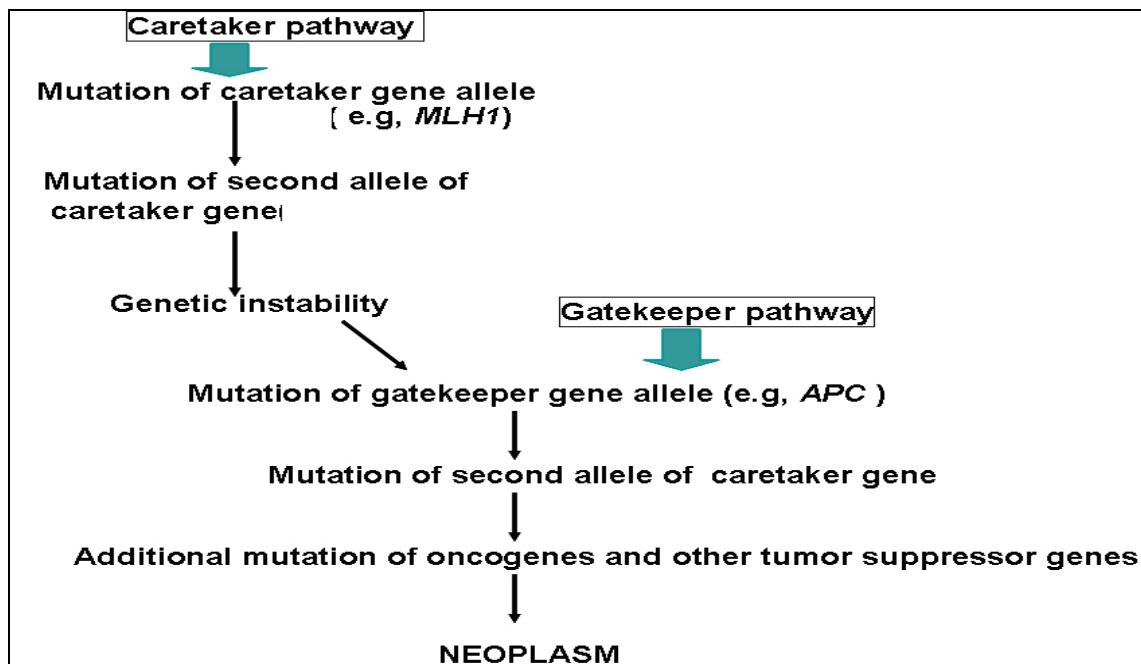 Caretaker pathway
Mutation of caretaker gene allele
( e.g, MLH1)
Mutation of second allele of
caretaker gene(
Genetic instability
Gatekeeper pathway
Mutation of gatekeeper gene allele (e.g, APC )
Mutation of second allele of caretaker gene
Additional mutation of oncogenes and other tumor suppressor genes
NEOPLASM